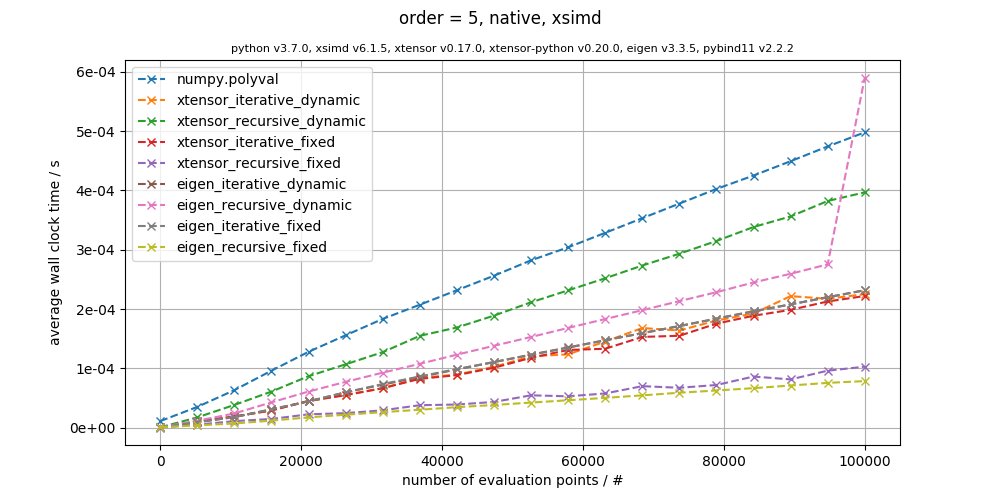 order = 5, native, xsimd
python v3.7.0, xsimd v6.1.5, xtensor v0.17.0, xtensor-python v0.20.0, eigen v3.3.5, pybind11 v2.2.2
numpy.polyval
xtensor_iterative_dynamic
xtensor_recursive_dynamic
xtensor_iterative_fixed
xtensor_recursive_fixed
eigen_iterative_dynamic
eigen_recursive_dynamic
eigen_iterative_fixed
eigen_recursive_fixed
6e-04
5e-04
4e-04
3e-04
2e-04
1e-04
0e+00
average wall clock time / s
0 20000 40000 60000 80000 100000
number of evaluation points / #